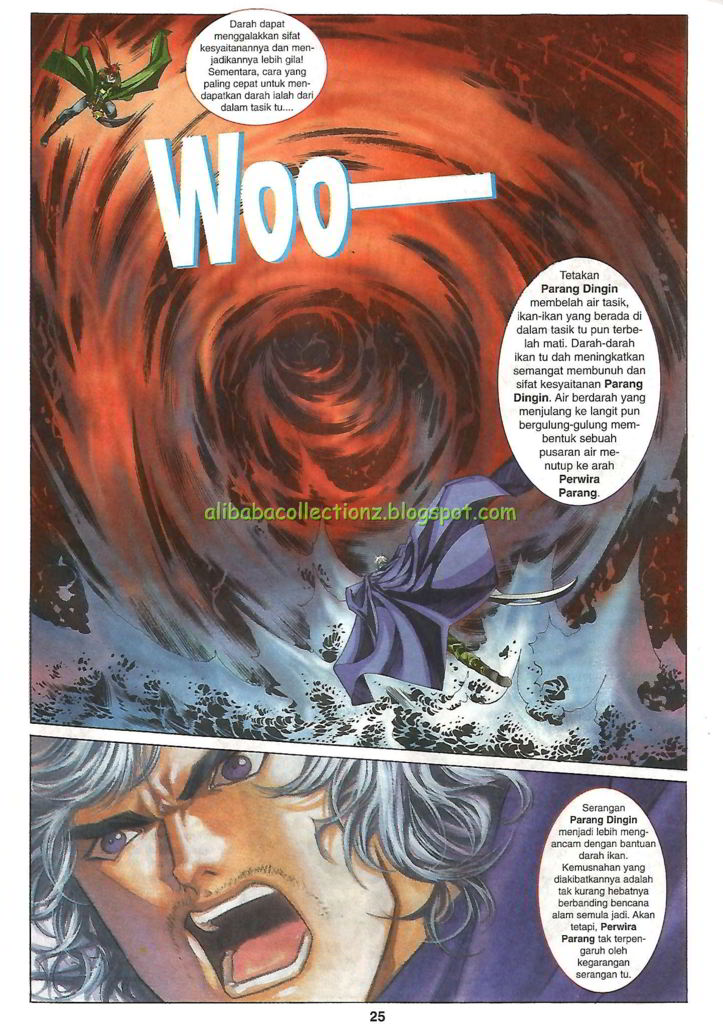 Darah dapat
menggalakkan sifat
kesyaitanannya dan men-
jadikannya lebih gila!
Sementara, cara yang
paling cepat untuk men-
dapatkan darah ialah dari
dalam tasik tu....
Woo—
Tetakan
Parang Dingin
membelah air tasik,
ikan-ikan yang berada di
dalam tasik tu pun terbe-
lah mati. Darah-darah
ikan tu dah meningkatkan
semangat membunuh dan
sifat kesyaitanan Parang
Dingin. Air berdarah yang
menjulang ke langit pun
bergulung-gulung mem-
bentuk sebuah
pusaran air me-
nutup ke arah
Perwira
Parang.
alibabacollectionz.blogspot.com
Serangan
Parang Dingin
menjadi lebih meng-
ancam dengan bantuan
darah ikan.
Kemusnahan yang
diakibatkannya adalah
tak kurang hebatnya
berbanding bencana
alam semula jadi. Akan
tetapi, Perwira
Parang tak terpen-
garuh oleh
kegarangan
serangan tu.
25